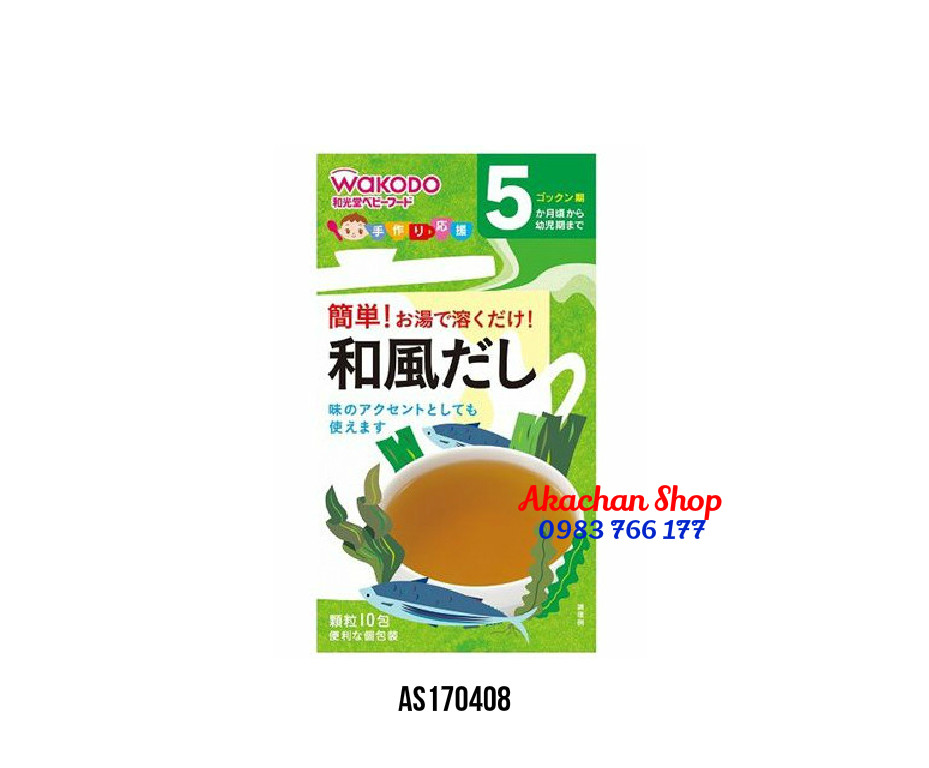 WAKODO
和光堂ベビーフード
手作り応援
5
ゴックン期
か月頃から
幼児期まで
簡単!お湯で溶くだけ!
和風だし
味のアクセントとしても
使えます
Akachan Shop
0983 766 177
調理例
顆粒10包
便利な個包装
AS170408